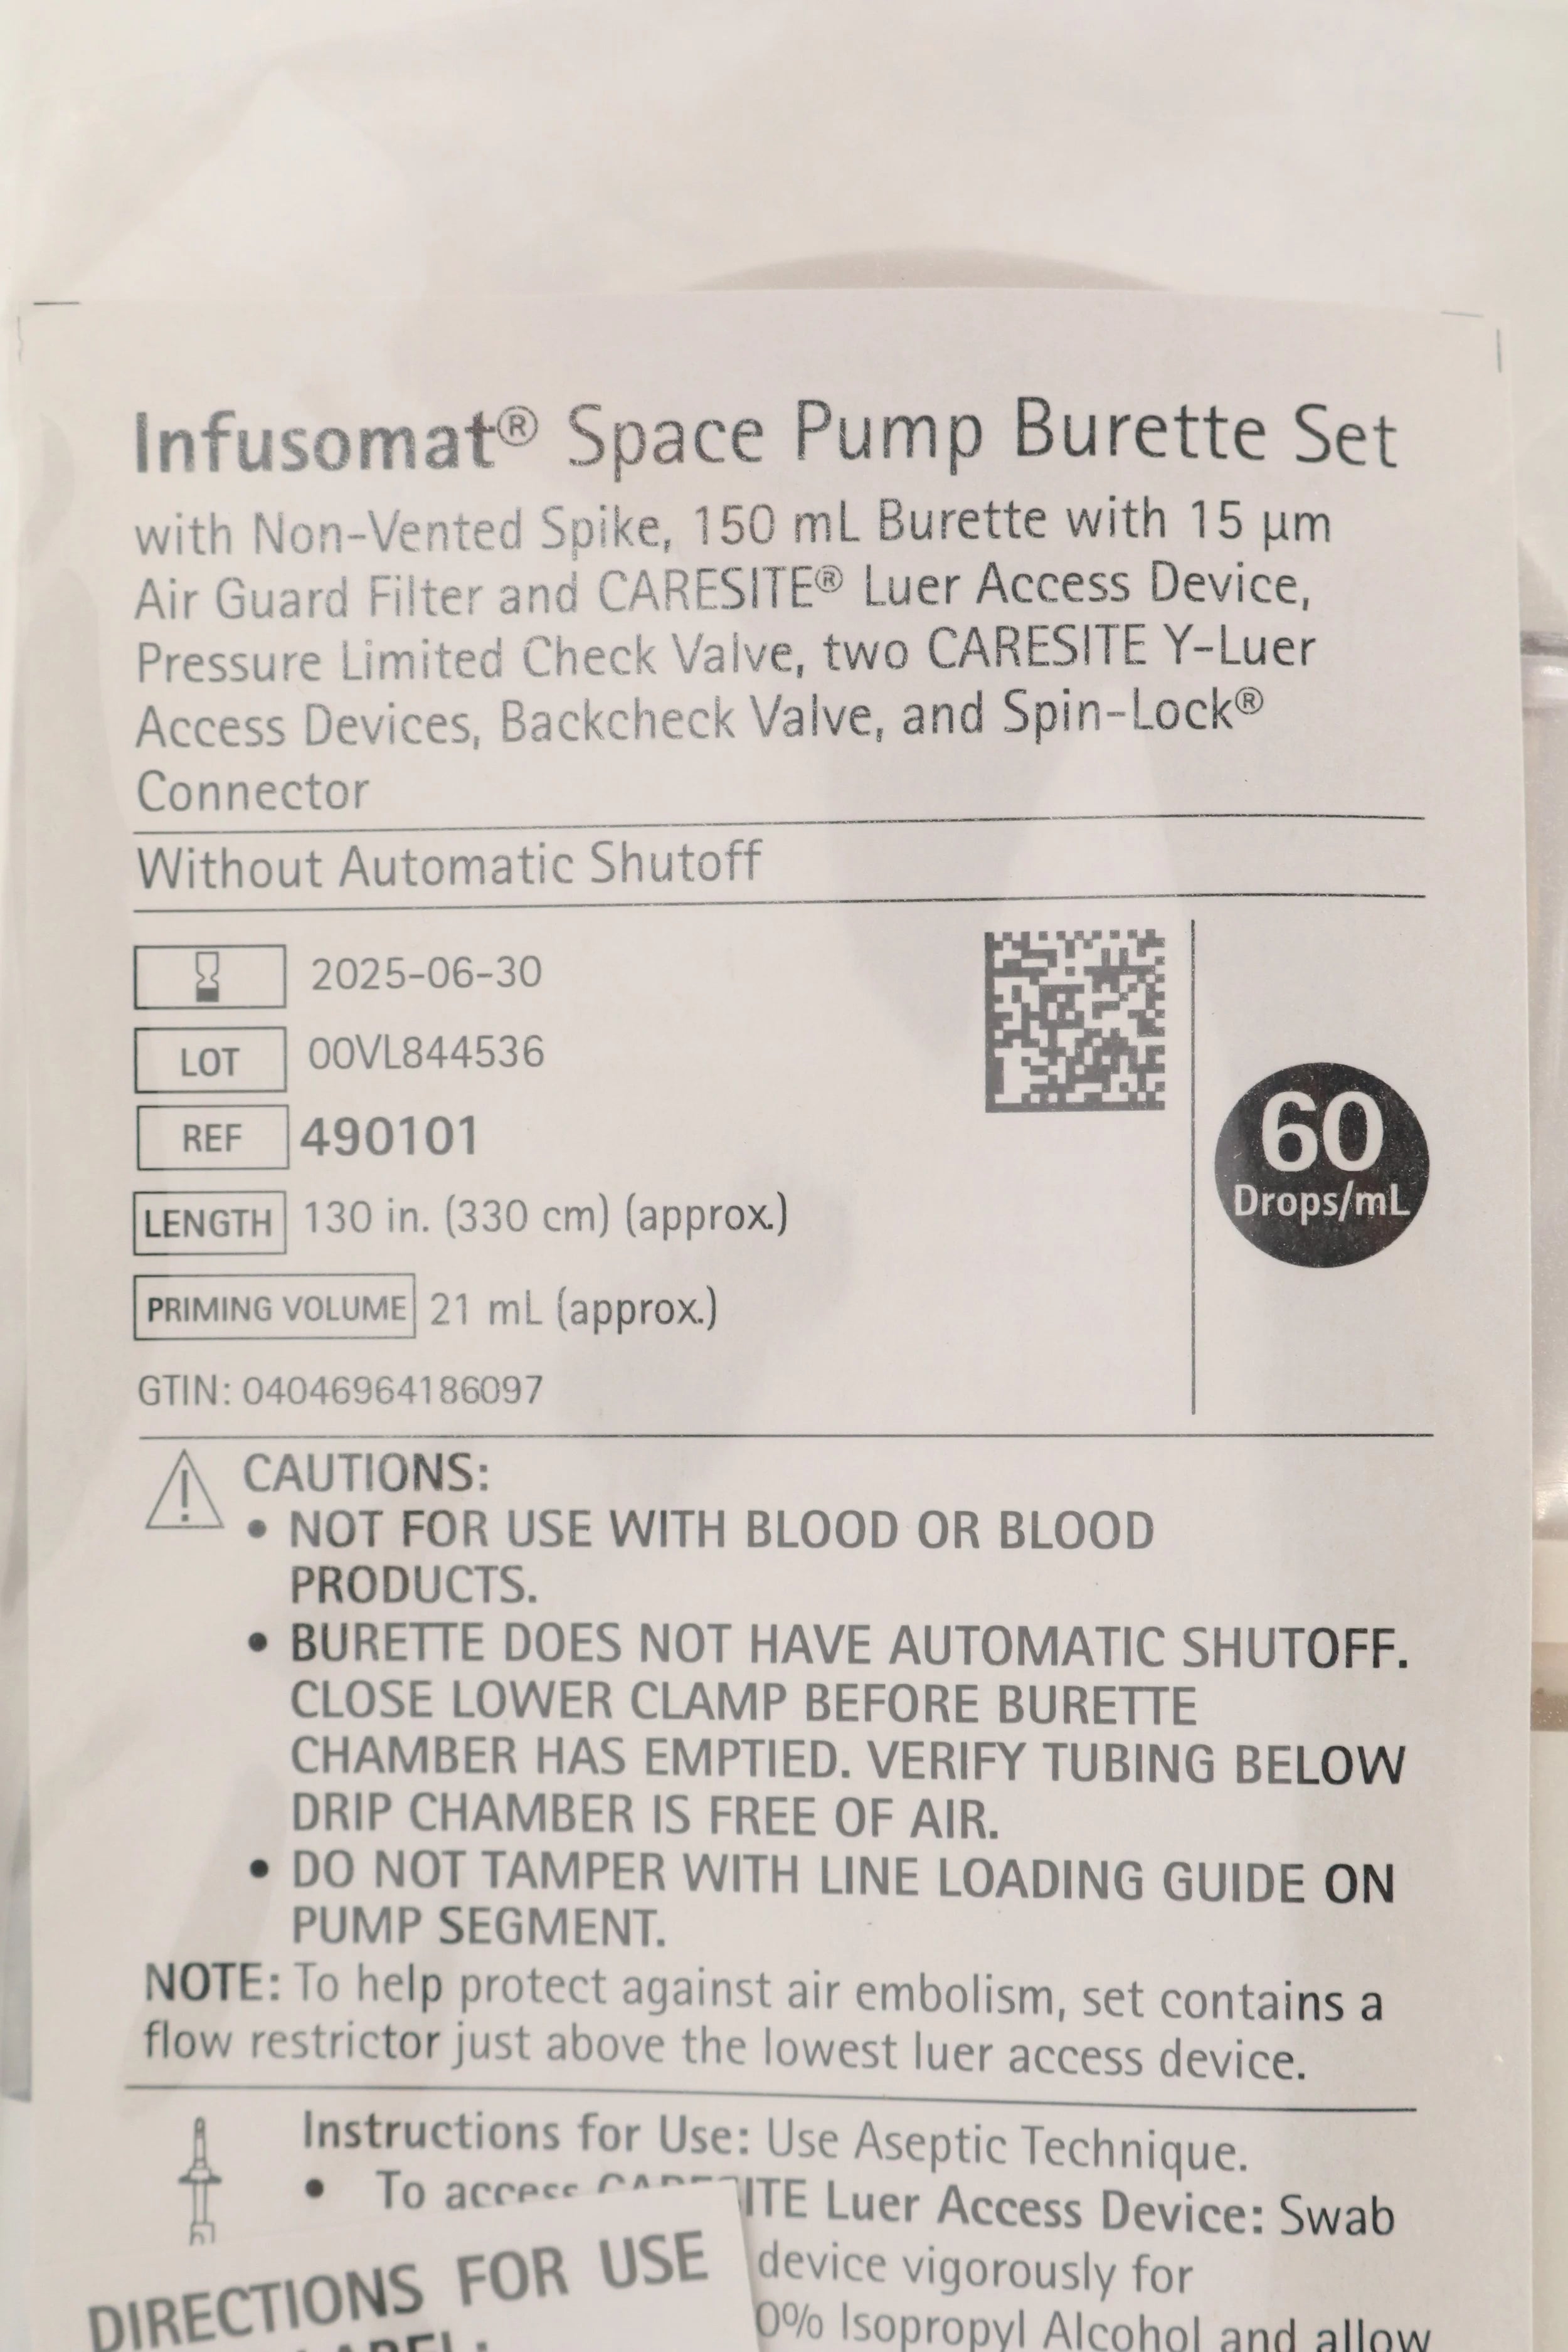 Infusomat® Space Pump Burette Set
with Non-Vented Spike, 150 mL Burette with 15 µm
Air Guard Filter and CARESITE® Luer Access Device,
Pressure Limited Check Valve, two CARESITE Y-Luer
Access Devices, Backcheck Valve, and Spin-Lock®
Connector
Without Automatic Shutoff
2025-06-30
LOT 00VL844536
REF 490101
LENGTH 130 in. (330 cm) (approx.)
PRIMING VOLUME 21 mL (approx.)
GTIN: 04046964186097
60
Drops/mL
CAUTIONS:
• NOT FOR USE WITH BLOOD OR BLOOD
PRODUCTS.
• BURETTE DOES NOT HAVE AUTOMATIC SHUTOFF.
CLOSE LOWER CLAMP BEFORE BURETTE
CHAMBER HAS EMPTIED. VERIFY TUBING BELOW
DRIP CHAMBER IS FREE OF AIR.
• DO NOT TAMPER WITH LINE LOADING GUIDE ON
PUMP SEGMENT.
NOTE: To help protect against air embolism, set contains a
flow restrictor just above the lowest luer access device.
Instructions for Use: Use Aseptic Technique.
• To access CARESITE Luer Access Device: Swab
device vigorously for
0% Isopropyl Alcohol and allow
DIRECTIONS FOR USE